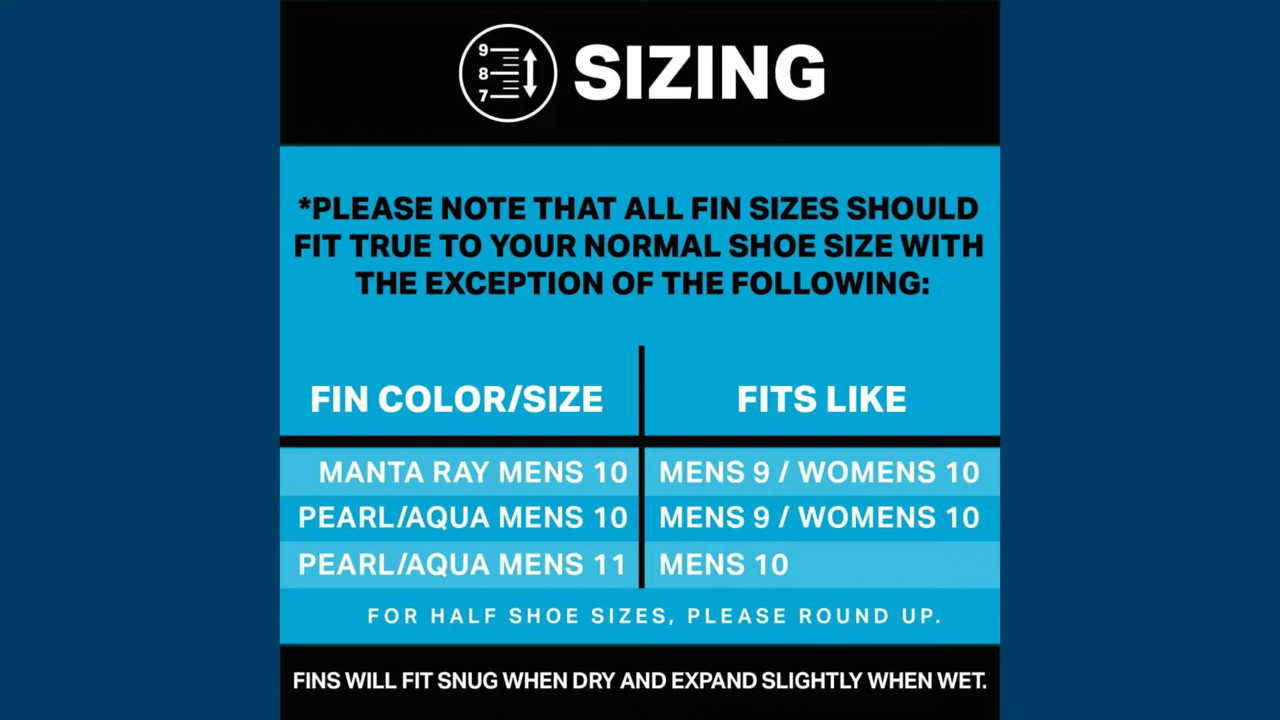 9
8
7
SIZING
*PLEASE NOTE THAT ALL FIN SIZES SHOULD
FIT TRUE TO YOUR NORMAL SHOE SIZE WITH
THE EXCEPTION OF THE FOLLOWING:
FIN COLOR/SIZE FITS LIKE
MANTA RAY MENS 10 MENS 9 / WOMENS 10
PEARL/AQUA MENS 10 MENS 9 / WOMENS 10
PEARL/AQUA MENS 11 MENS 10
FOR HALF SHOE SIZES, PLEASE ROUND UP.
FINS WILL FIT SNUG WHEN DRY AND EXPAND SLIGHTLY WHEN WET.